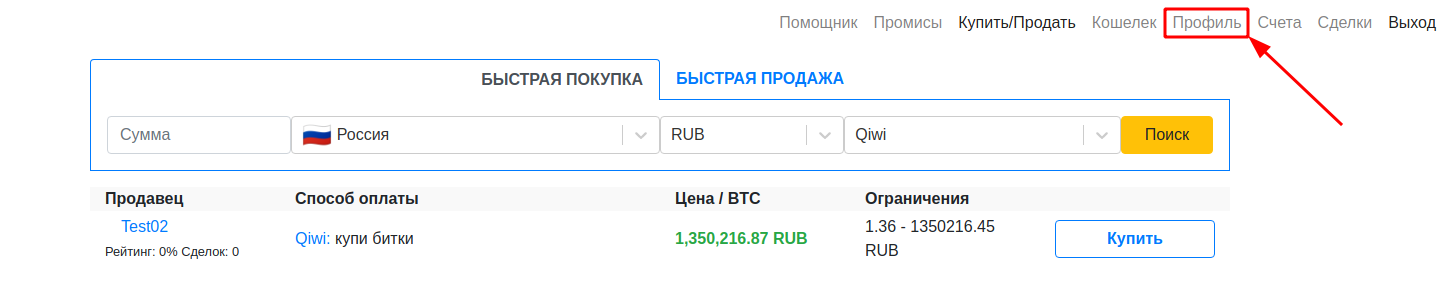 Помощник Промисы Купить/Продать Кошелек Профиль Счета Сделки Выход
БЫСТРАЯ ПОКУПКА БЫСТРАЯ ПРОДАЖА
Сумма Россия RUB Qiwi Поиск
Продавец Способ оплаты Цена / BTC Ограничения
Test02 Qiwi: купи битки 1,350,216.87 RUB 1.36 - 1350216.45 Купить
Рейтинг: 0% Сделок: 0 RUB